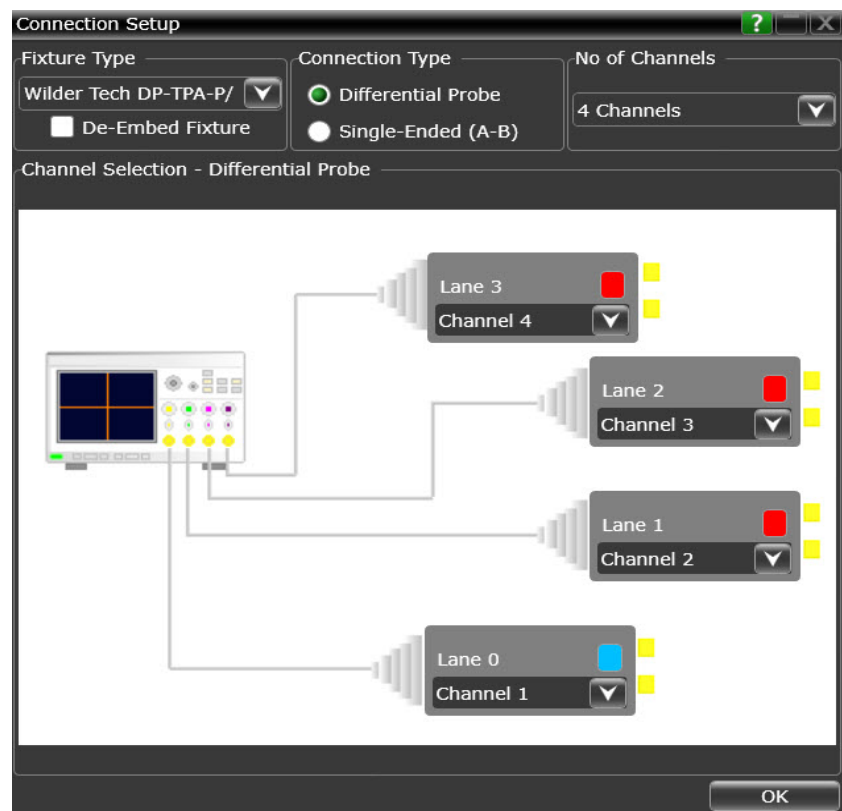 Connection Setup
?
X
Fixture Type
Wilder Tech DP-TPA-P/
De-Embed Fixture
Connection Type
Differential Probe
Single-Ended (A-B)
No of Channels
4 Channels
Channel Selection - Differential Probe
Lane 3
Channel 4
Lane 2
Channel 3
Lane 1
Channel 2
Lane 0
Channel 1
OK